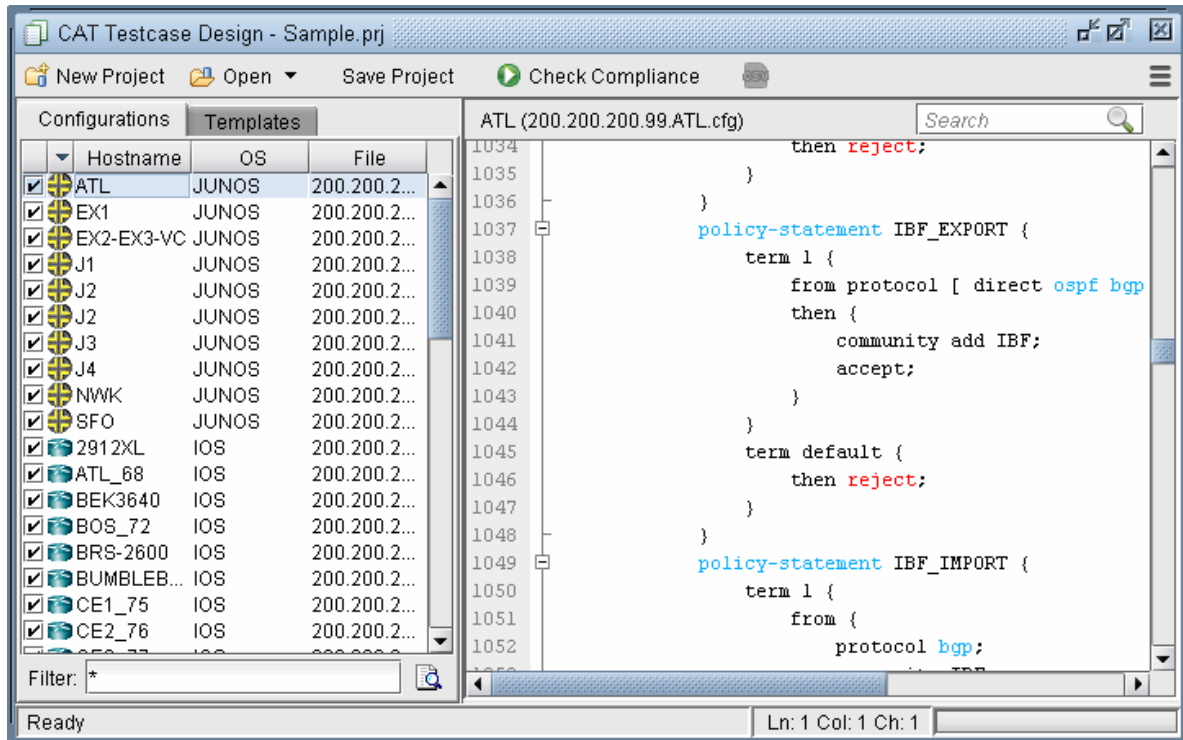 CAT Testcase Design - Sample.prj
New Project Open Save Project Check Compliance
Configurations Templates
Hostname OS File
ATL JUNOS 200.200.2...
EX1 JUNOS 200.200.2...
EX2-EX3-VC JUNOS 200.200.2...
J1 JUNOS 200.200.2...
J2 JUNOS 200.200.2...
J2 JUNOS 200.200.2...
J3 JUNOS 200.200.2...
J4 JUNOS 200.200.2...
NWK JUNOS 200.200.2...
SFO JUNOS 200.200.2...
2912XL IOS 200.200.2...
ATL_68 IOS 200.200.2...
BEK3640 IOS 200.200.2...
BOS_72 IOS 200.200.2...
BRS-2600 IOS 200.200.2...
BUMBLEB... IOS 200.200.2...
CE1_75 IOS 200.200.2...
CE2_76 IOS 200.200.2...
Filter: *
ATL (200.200.200.99.ATL.cfg) Search
1034 then reject;
1035 }
1036 }
1037 policy-statement IBF_EXPORT {
1038 term 1 {
1039 from protocol [ direct ospf bgp
1040 then {
1041 community add IBF;
1042 accept;
1043 }
1044 }
1045 term default {
1046 then reject;
1047 }
1048 }
1049 policy-statement IBF_IMPORT {
1050 term 1 {
1051 from {
1052 protocol bgp;
Ready Ln: 1 Col: 1 Ch: 1